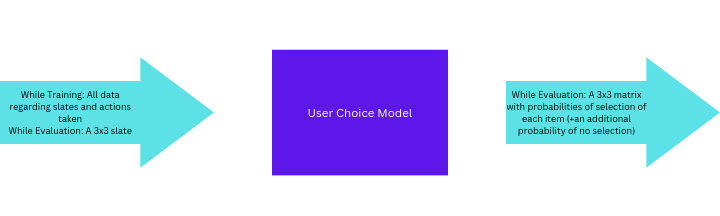 While Training: All data
regarding slates and actions
taken
While Evaluation: A 3x3 slate
User Choice Model
While Evaluation: A 3x3 matrix
with probabilities of selection of
each item (+an additional
probability of no selection)